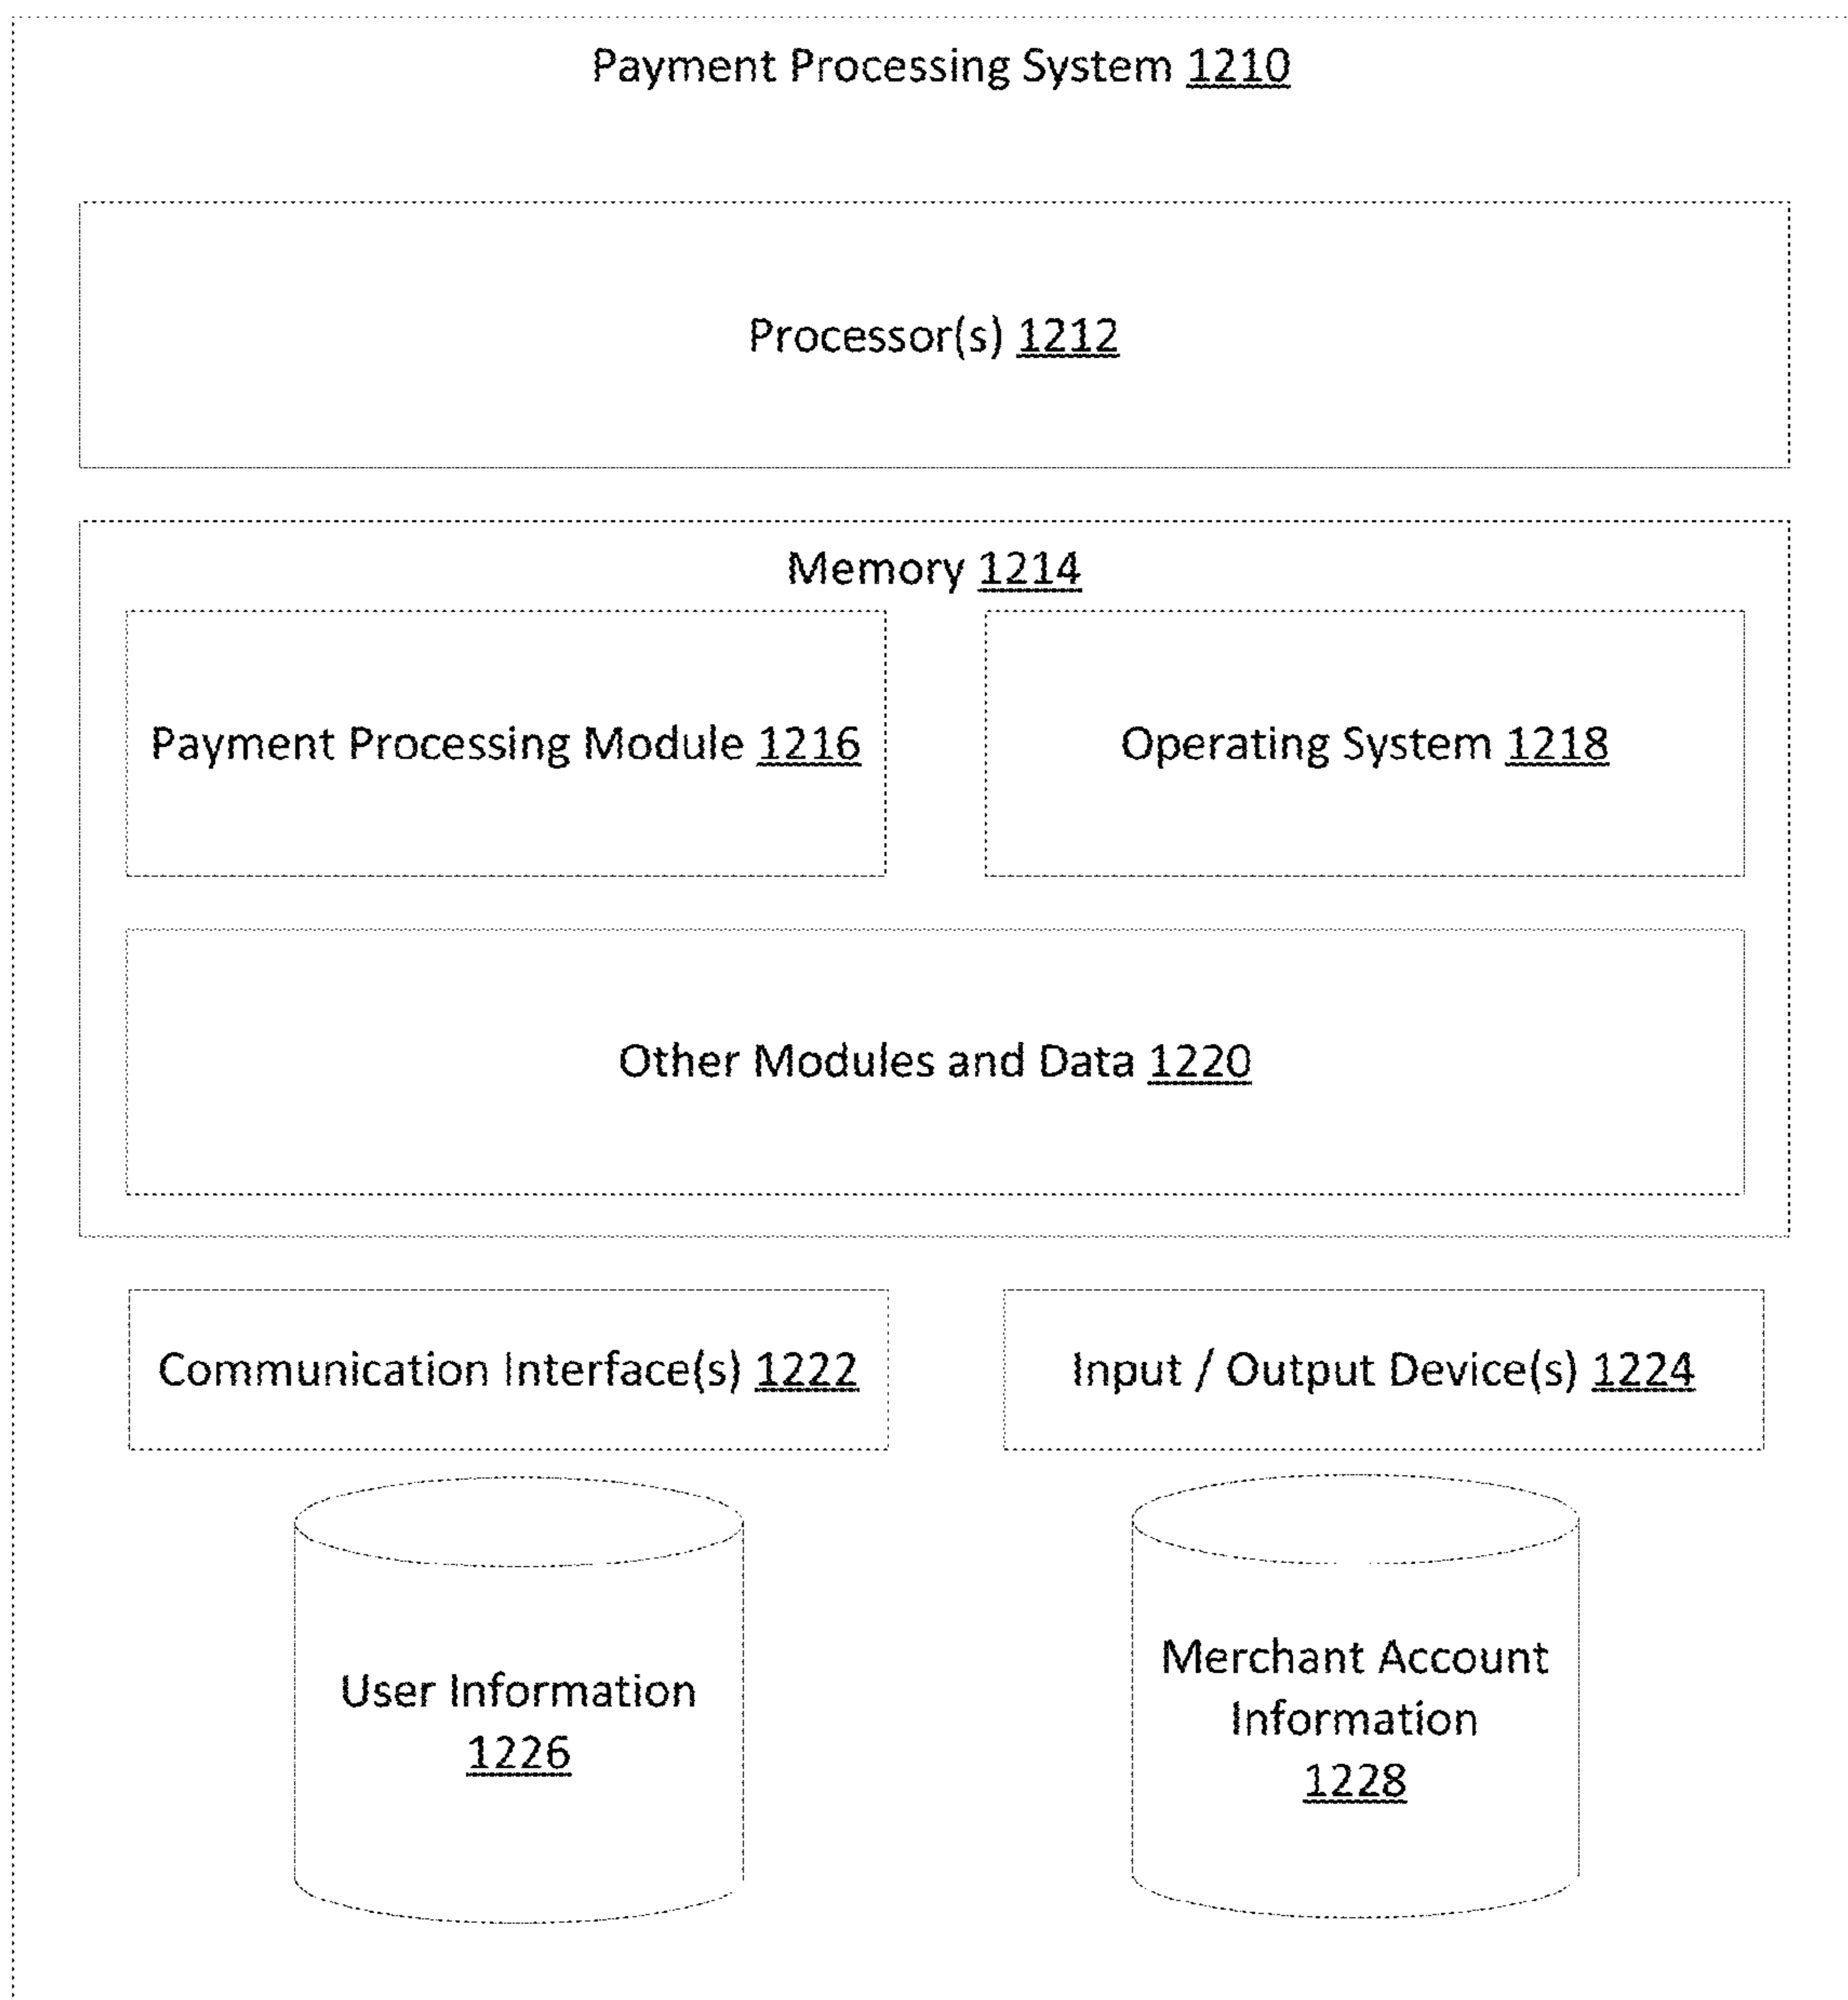 Payment Processing System 1210
Processor(s) 1212
Memory 1214
Payment Processing Module 1216
Operating System 1218
Other Modules and Data 1220
Communication Interface(s) 1222
Input / Output Device(s) 1224
User Information
1226
Merchant Account
Information
1228